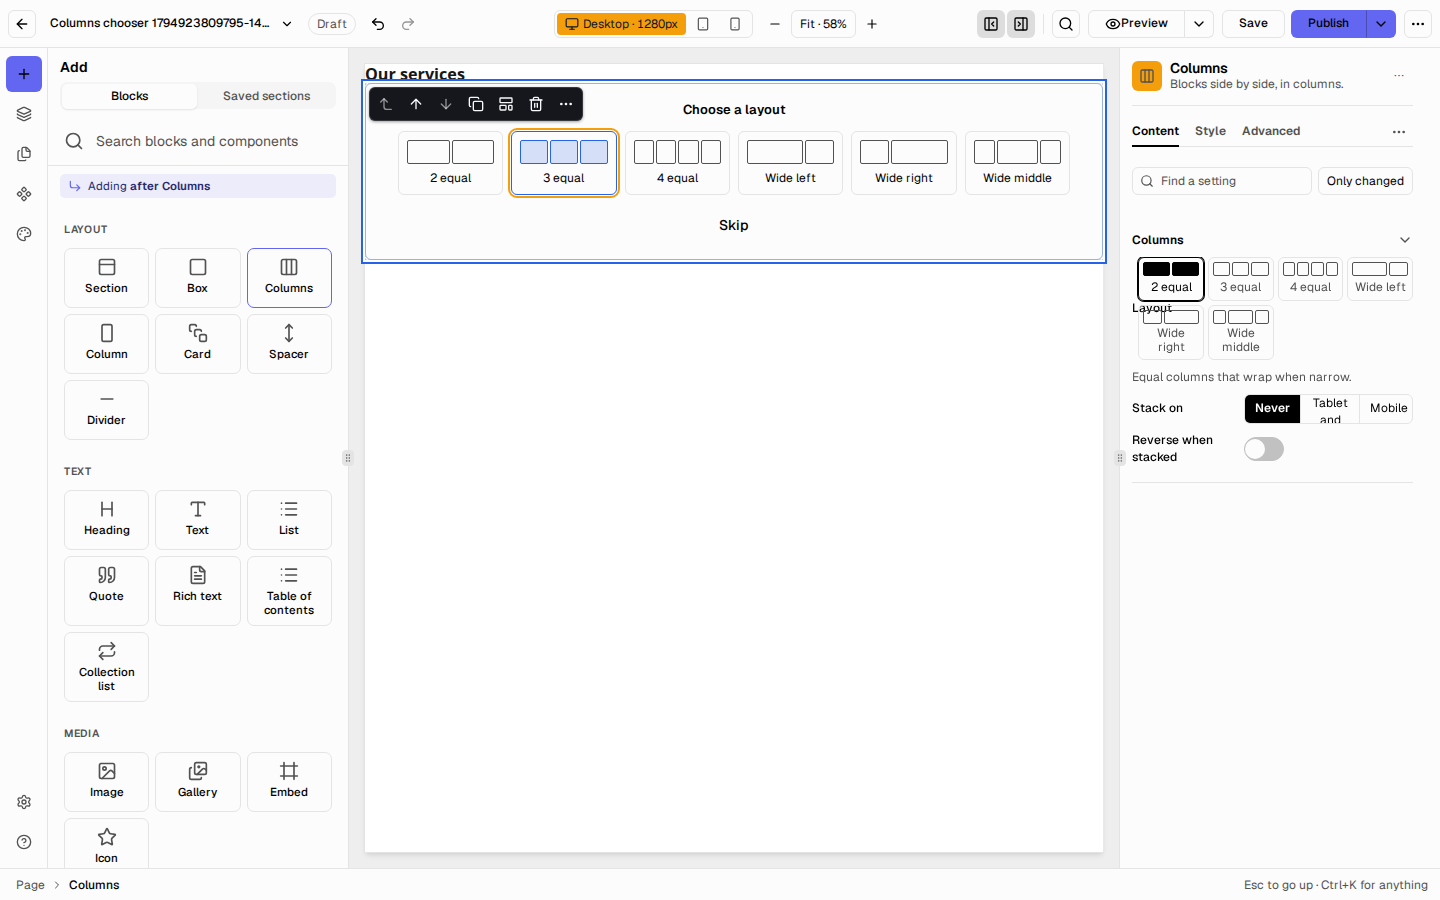 Columns chooser 1794923809795-14...
Draft
Desktop · 1280px
Fit · 58%
Preview
Save
Publish
Add
Blocks
Saved sections
Search blocks and components
Adding after Columns
LAYOUT
Section
Box
Columns
Column
Card
Spacer
Divider
TEXT
Heading
Text
List
Quote
Rich text
Table of
contents
Collection
list
MEDIA
Image
Gallery
Embed
Icon
Our services
Choose a layout
2 equal
3 equal
4 equal
Wide left
Wide right
Wide middle
Skip
Columns
Blocks side by side, in columns.
Content
Style
Advanced
Find a setting
Only changed
Columns
2 equal
3 equal
4 equal
Wide left
Layout
Wide
right
Wide
middle
Equal columns that wrap when narrow.
Stack on
Never
Tablet
and
Mobile
Reverse when
stacked
Page
Columns
Esc to go up · Ctrl+K for anything